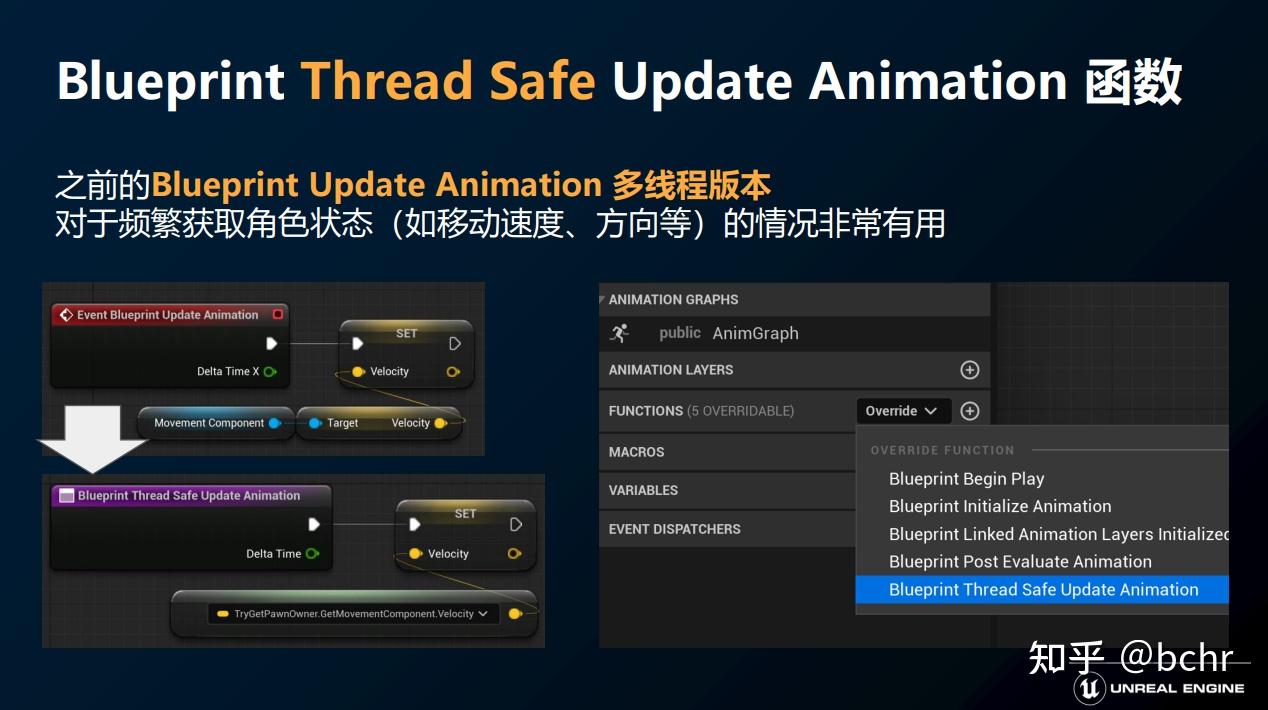 Blueprint Thread Safe Update Animation 函数
之前的Blueprint Update Animation 多线程版本
对于频繁获取角色状态（如移动速度、方向等）的情况非常有用
Event Blueprint Update Animation
SET
Delta Time X
Velocity
Movement Component
Target
Velocity
Blueprint Thread Safe Update Animation
SET
Delta Time
Velocity
TryGetPawnOwner.GetMovementComponent.Velocity
ANIMATION GRAPHS
public AnimGraph
ANIMATION LAYERS
FUNCTIONS (5 OVERRIDABLE)
Override
MACROS
VARIABLES
EVENT DISPATCHERS
OVERRIDE FUNCTION
Blueprint Begin Play
Blueprint Initialize Animation
Blueprint Linked Animation Layers Initialized
Blueprint Post Evaluate Animation
Blueprint Thread Safe Update Animation
知乎 @bchr
UNREAL ENGINE